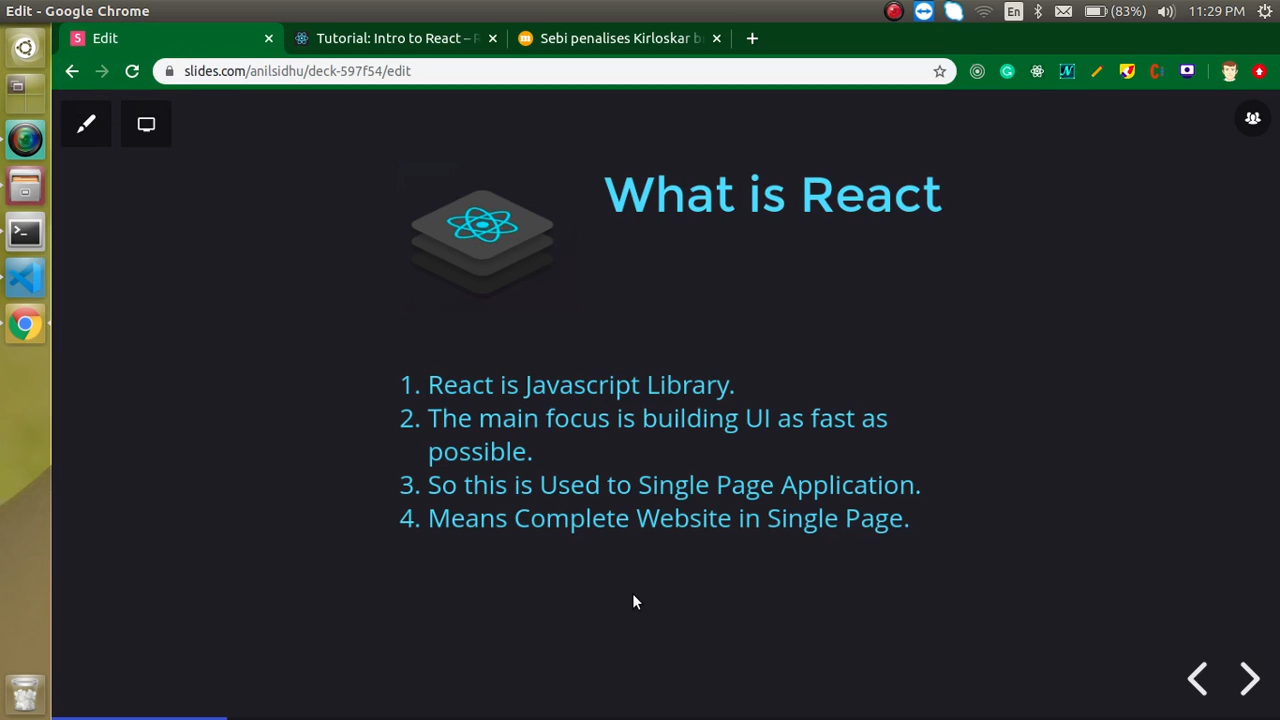 Edit - Google Chrome
En
(83%)
11:29 PM
S
Edit
Tutorial: Intro to React –
m
Sebi penalises Kirloskar
slides.com/anilsidhu/deck-597f54/edit
What is React
1. React is Javascript Library.
2. The main focus is building UI as fast as
possible.
3. So this is Used to Single Page Application.
4. Means Complete Website in Single Page.